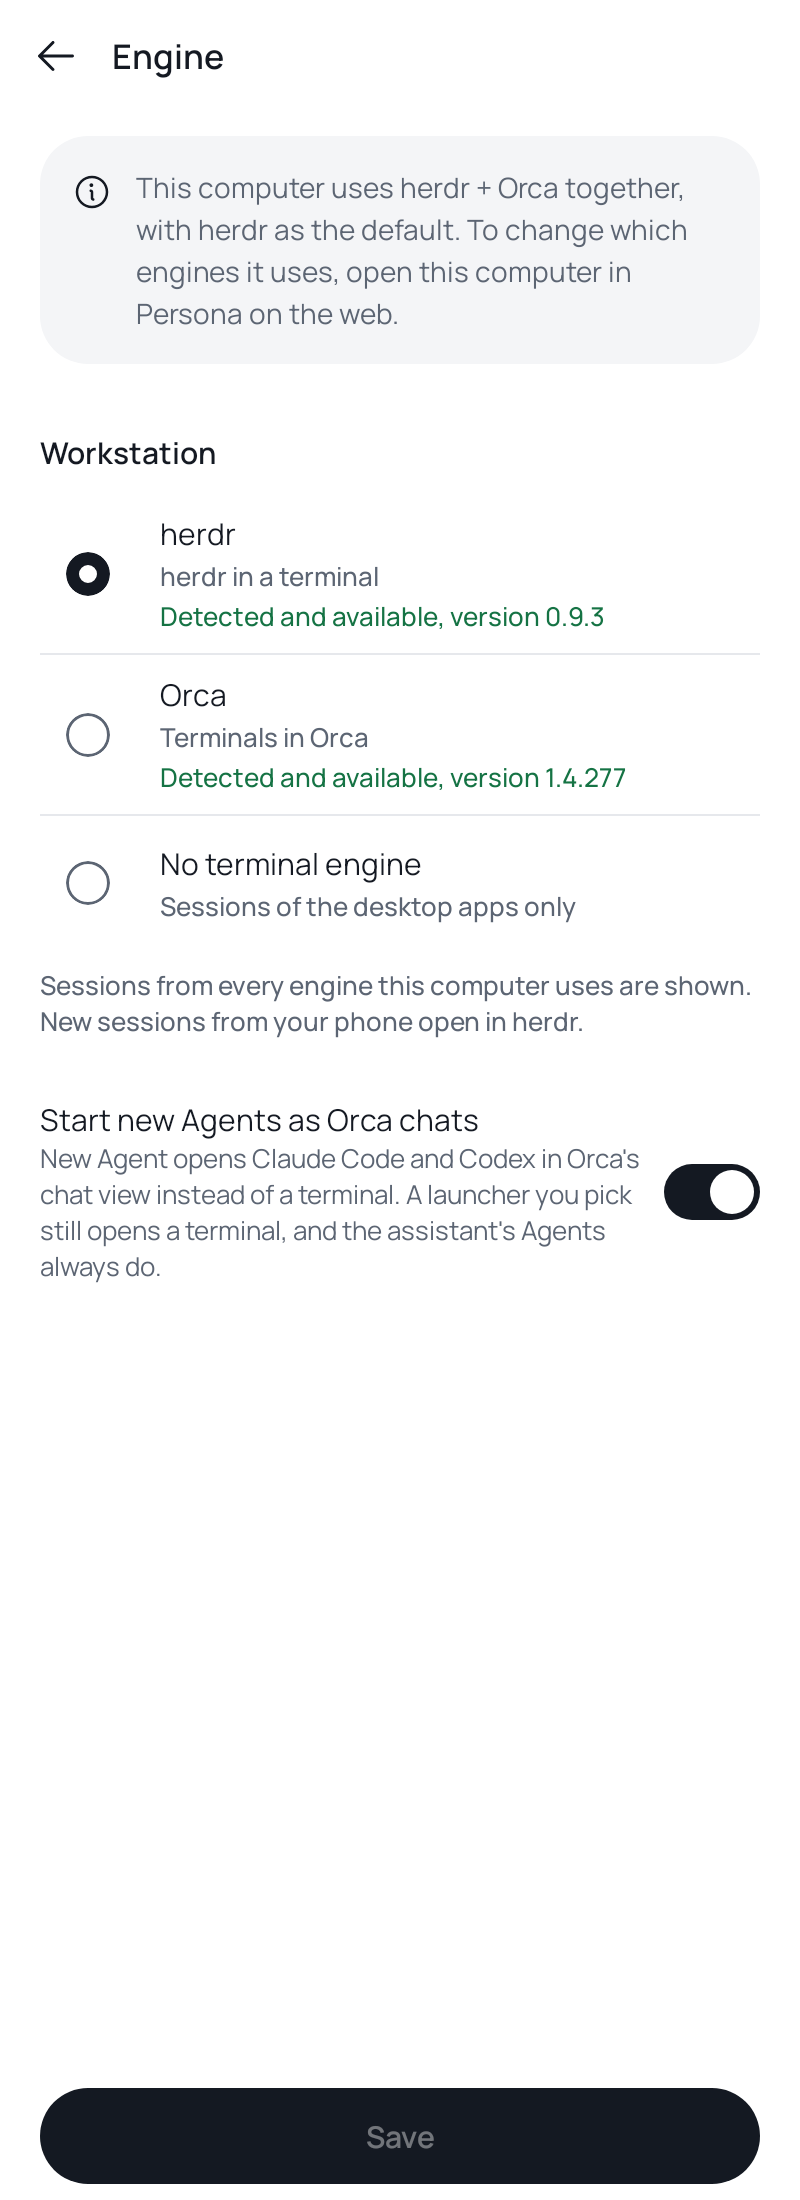 Engine
This computer uses herdr + Orca together,
with herdr as the default. To change which
engines it uses, open this computer in
Persona on the web.
Workstation
herdr
herdr in a terminal
Detected and available, version 0.9.3
Orca
Terminals in Orca
Detected and available, version 1.4.277
No terminal engine
Sessions of the desktop apps only
Sessions from every engine this computer uses are shown.
New sessions from your phone open in herdr.
Start new Agents as Orca chats
New Agent opens Claude Code and Codex in Orca's
chat view instead of a terminal. A launcher you pick
still opens a terminal, and the assistant's Agents
always do.
Save